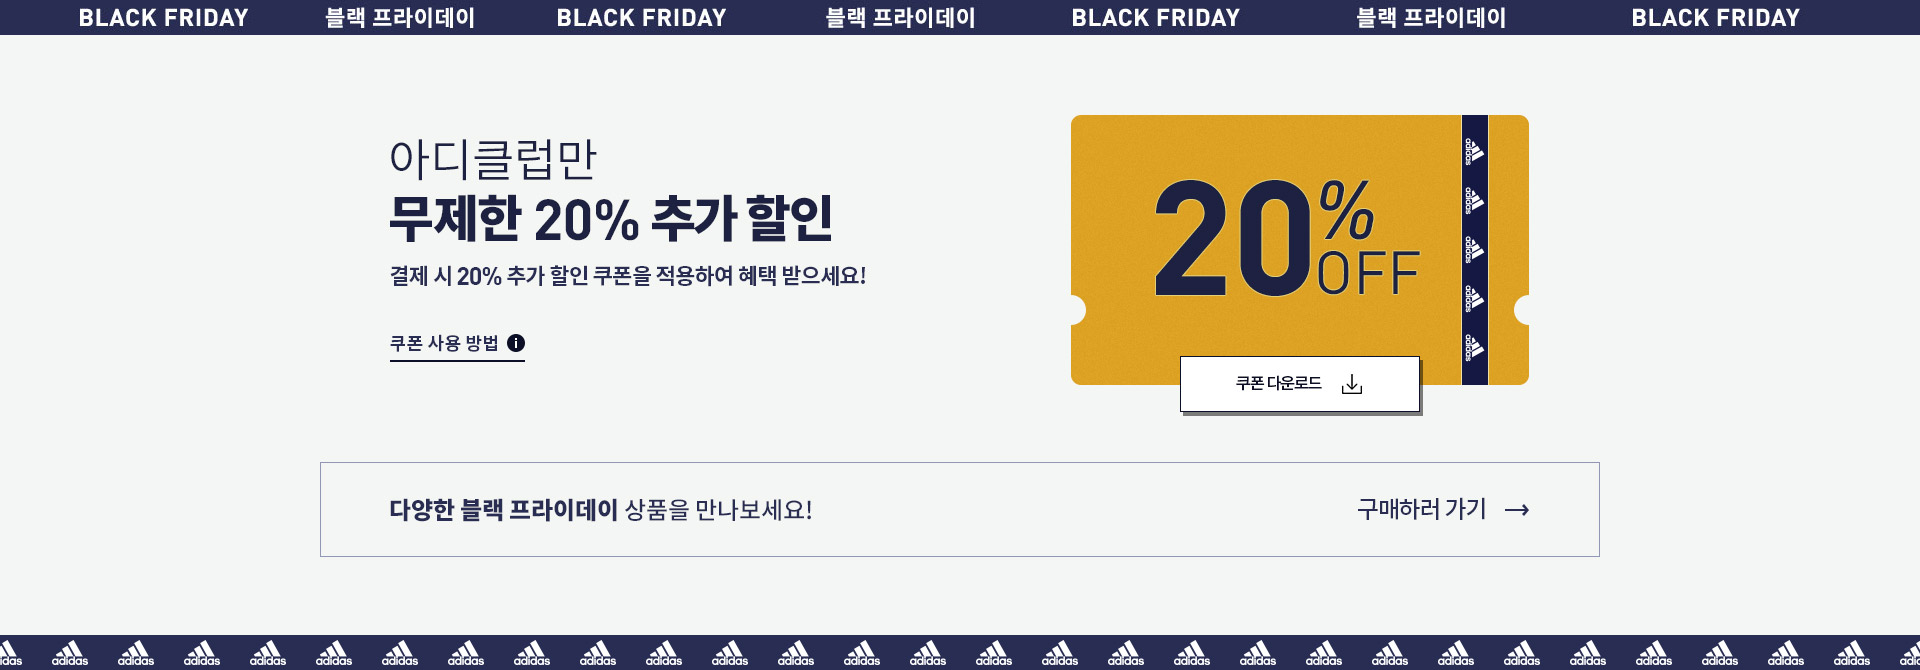 BLACK FRIDAY 블랙 프라이데이 BLACK FRIDAY 블랙 프라이데이 BLACK FRIDAY 블랙 프라이데이 BLACK FRIDAY
아디클럽만
무제한 20% 추가 할인
결제 시 20% 추가 할인 쿠폰을 적용하여 혜택 받으세요!
쿠폰 사용 방법 i
20% OFF
adidas
adidas
adidas
adidas
adidas
쿠폰 다운로드
다양한 블랙 프라이데이 상품을 만나보세요!
구매하러 가기 →
idas adidas adidas adidas adidas adidas adidas adidas adidas adidas adidas adidas adidas adidas adidas adidas adidas adidas adidas adidas adidas adidas adidas adidas adidas adidas adidas adidas adidas ad